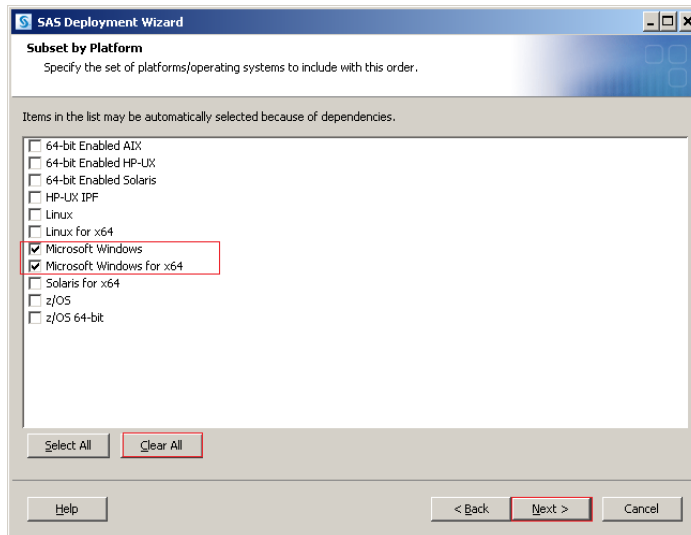 SAS Deployment Wizard
Subset by Platform
Specify the set of platforms/operating systems to include with this order.
Items in the list may be automatically selected because of dependencies.
64-bit Enabled AIX
64-bit Enabled HP-UX
64-bit Enabled Solaris
HP-UX IPF
Linux
Linux for x64
Microsoft Windows
Microsoft Windows for x64
Solaris for x64
z/OS
z/OS 64-bit
Select All Clear All
Help < Back Next > Cancel